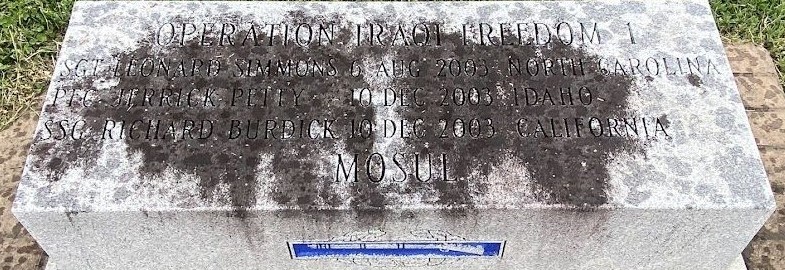 OPERATION IRAQI FREEDOM 1
SGT LEONARD SIMMONS 6 AUG 2003 NORTH CAROLINA
PFC JERRICK PETTY 10 DEC 2003 IDAHO
SSG RICHARD BURDICK 10 DEC 2003 CALIFORNIA
MOSUL